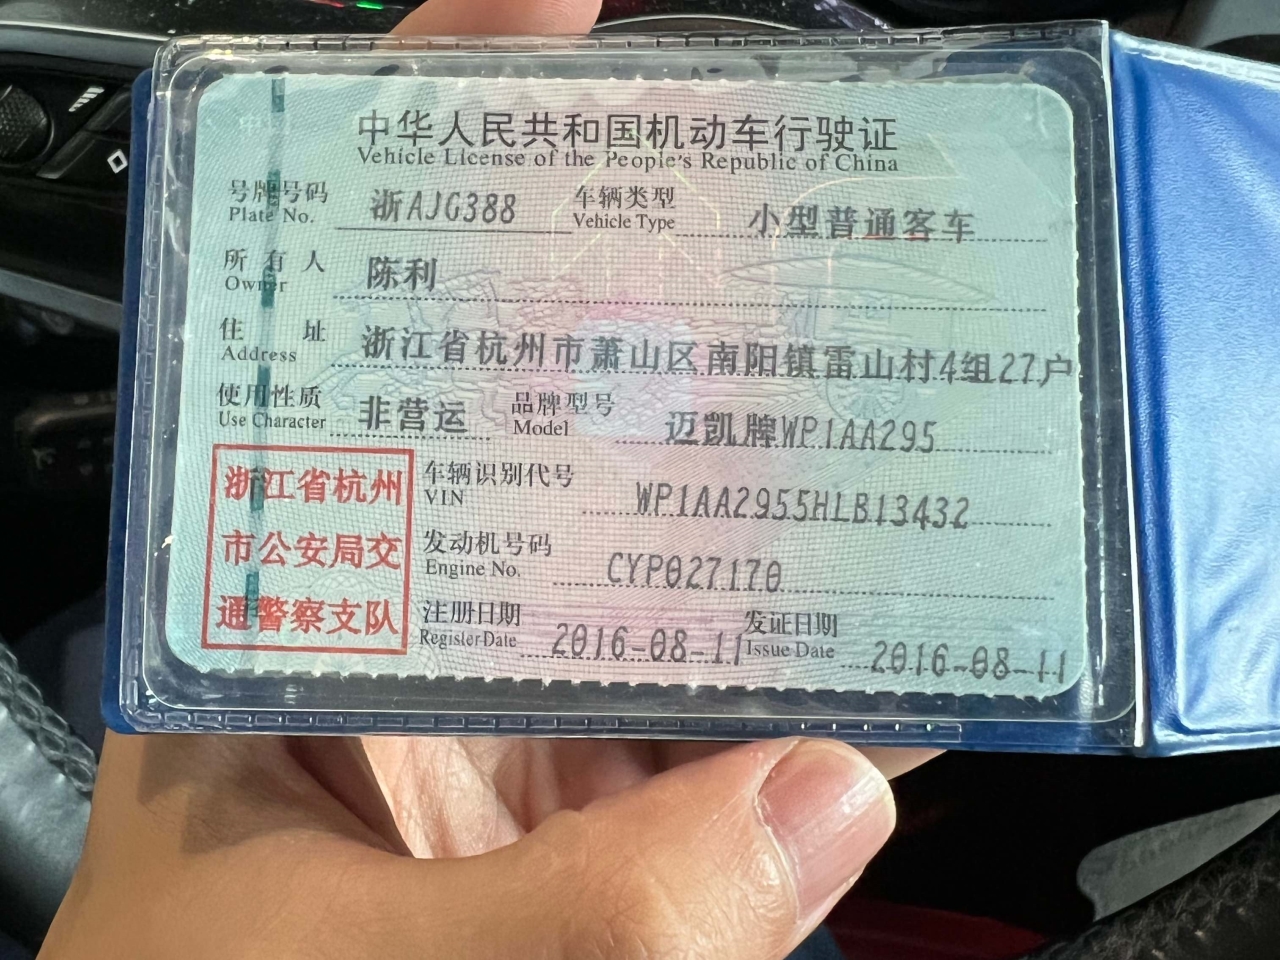 中华人民共和国机动车行驶证
Vehicle License of the People's Republic of China
号牌号码 浙AJG388 车辆类型 小型普通客车
Plate No. Vehicle Type
所有人 陈利
Owner
住址 浙江省杭州市萧山区南阳镇雷山村4组27户
Address
使用性质 非营运 品牌型号 迈凯牌WP1AA295
Use Character Model
浙江省杭州
市公安局交
通警察支队
车辆识别代号 WP1AA2955HLB13432
VIN
发动机号码 CYP027170
Engine No.
注册日期 2016-08-11 发证日期 2016-08-11
Register Date Issue Date